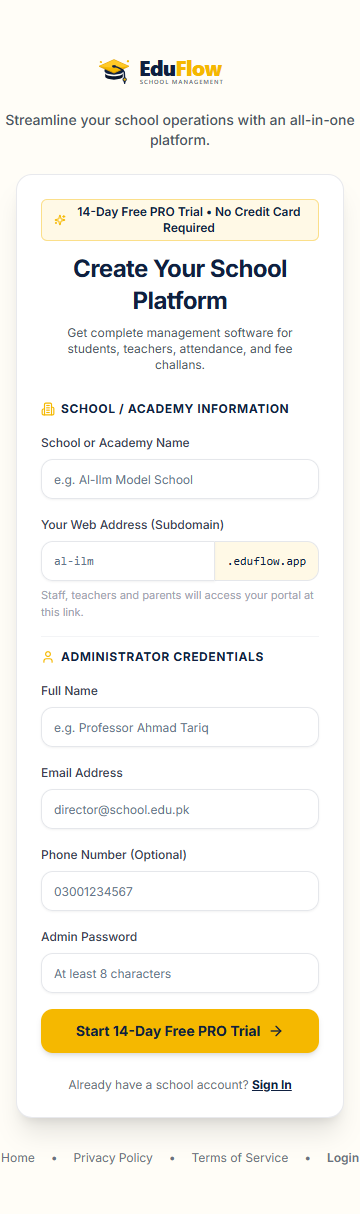 EduFlow
SCHOOL MANAGEMENT
Streamline your school operations with an all-in-one
platform.
14-Day Free PRO Trial • No Credit Card
Required
Create Your School
Platform
Get complete management software for
students, teachers, attendance, and fee
challans.
SCHOOL / ACADEMY INFORMATION
School or Academy Name
e.g. Al-Ilm Model School
Your Web Address (Subdomain)
al-ilm .eduflow.app
Staff, teachers and parents will access your portal at
this link.
ADMINISTRATOR CREDENTIALS
Full Name
e.g. Professor Ahmad Tariq
Email Address
director@school.edu.pk
Phone Number (Optional)
03001234567
Admin Password
At least 8 characters
Start 14-Day Free PRO Trial →
Already have a school account? Sign In
Home • Privacy Policy • Terms of Service • Login